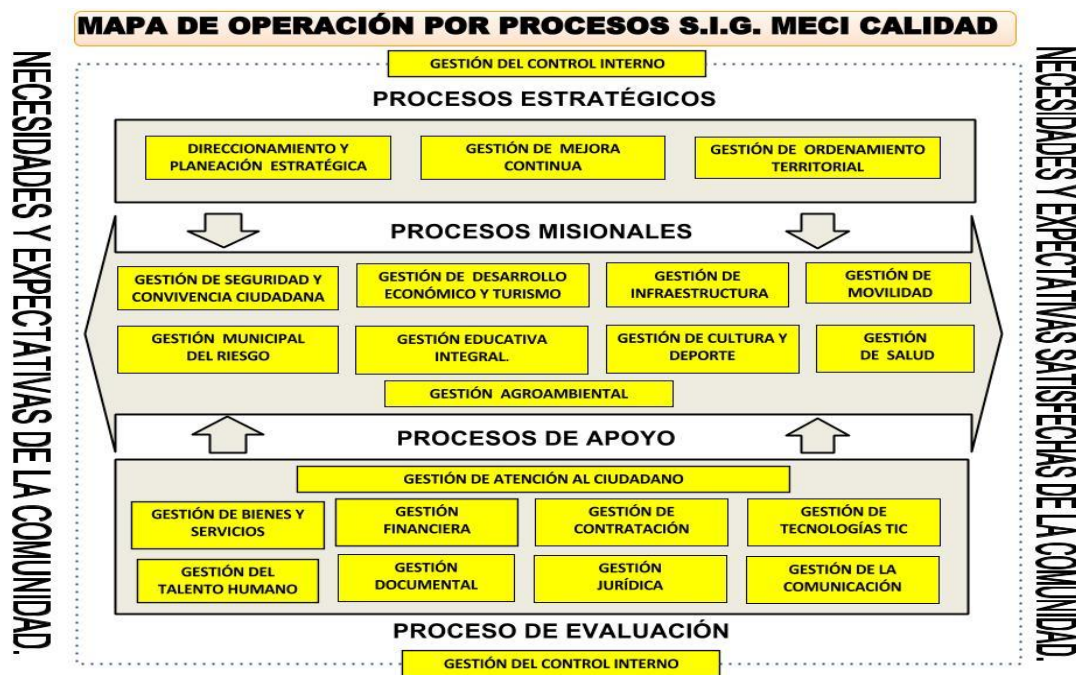 MAPA DE OPERACIÓN POR PROCESOS S.I.G. MECI CALIDAD
NECESIDADES Y EXPECTATIVAS DE LA COMUNIDAD.
GESTIÓN DEL CONTROL INTERNO
PROCESOS ESTRATÉGICOS
DIRECCIONAMIENTO Y
PLANEACIÓN ESTRATÉGICA
GESTIÓN DE MEJORA
CONTINUA
GESTIÓN DE ORDENAMIENTO
TERRITORIAL
PROCESOS MISIONALES
GESTIÓN DE SEGURIDAD Y
CONVIVENCIA CIUDADANA
GESTIÓN DE DESARROLLO
ECONÓMICO Y TURISMO
GESTIÓN DE
INFRAESTRUCTURA
GESTIÓN DE
MOVILIDAD
GESTIÓN MUNICIPAL
DEL RIESGO
GESTIÓN EDUCATIVA
INTEGRAL.
GESTIÓN DE CULTURA Y
DEPORTE
GESTIÓN
DE SALUD
GESTIÓN AGROAMBIENTAL
PROCESOS DE APOYO
GESTIÓN DE ATENCIÓN AL CIUDADANO
GESTIÓN DE BIENES Y
SERVICIOS
GESTIÓN
FINANCIERA
GESTIÓN DE
CONTRATACIÓN
GESTIÓN DE
TECNOLOGÍAS TIC
GESTIÓN DEL
TALENTO HUMANO
GESTIÓN
DOCUMENTAL
GESTIÓN
JURÍDICA
GESTIÓN DE LA
COMUNICACIÓN
PROCESO DE EVALUACIÓN
GESTIÓN DEL CONTROL INTERNO
NECESIDADES Y EXPECTATIVAS SATISFECHAS DE LA COMUNIDAD.